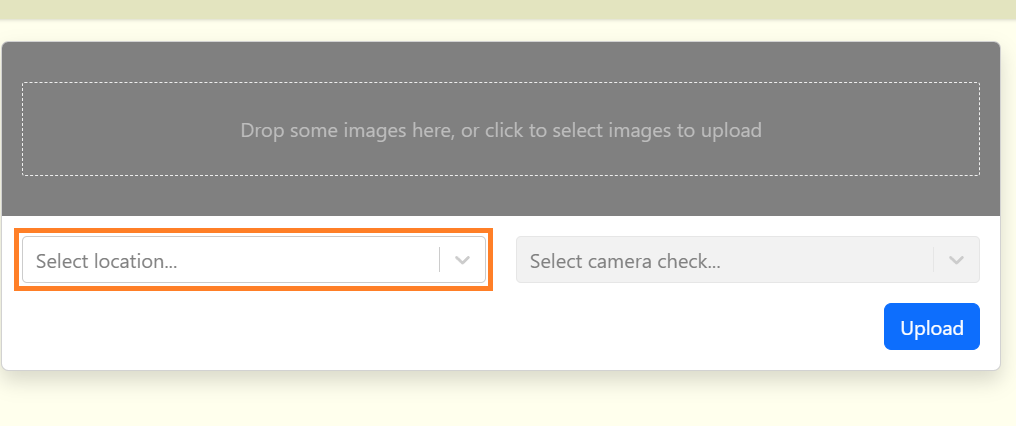 Drop some images here, or click to select images to upload
Select location...
Select camera check...
Upload